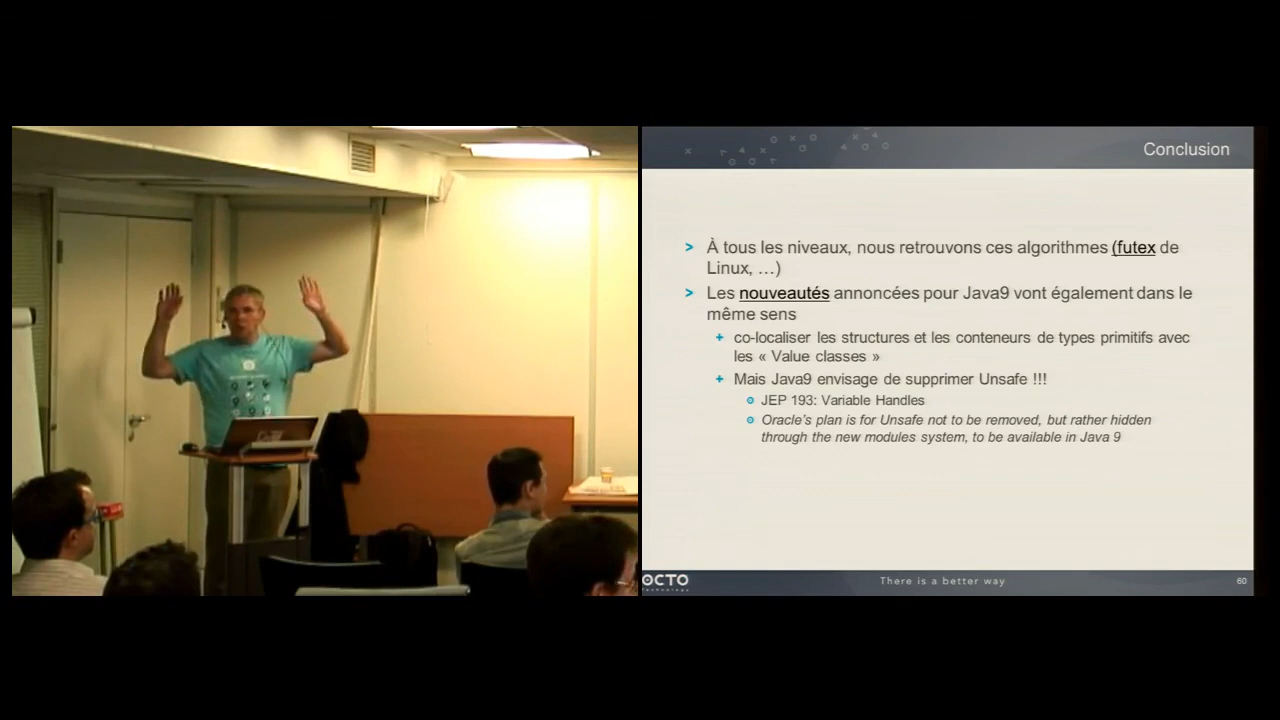 Conclusion
> À tous les niveaux, nous retrouvons ces algorithmes (futex de
Linux, …)
> Les nouveautés annoncées pour Java9 vont également dans le
même sens
+ co-localiser les structures et les conteneurs de types primitifs avec
les « Value classes »
+ Mais Java9 envisage de supprimer Unsafe !!!
JEP 193: Variable Handles
Oracle's plan is for Unsafe not to be removed, but rather hidden
through the new modules system, to be available in Java 9
OCTO
Technology
There is a better way
60